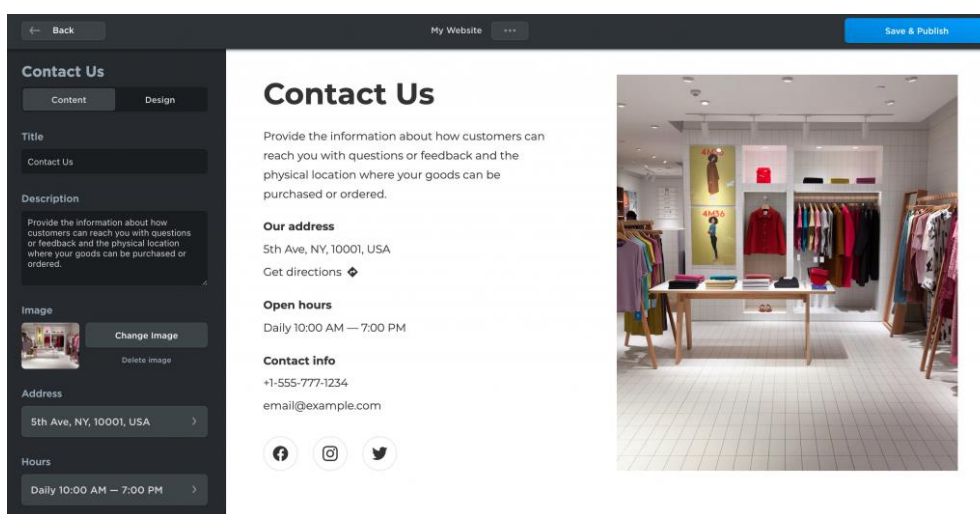 Back
My Website
Save & Publish
Contact Us
Content
Design
Title
Contact Us
Description
Provide the information about how
customers can reach you with questions
or feedback and the physical location
where your goods can be purchased or
ordered.
Image
Change Image
Delete image
Address
5th Ave, NY, 10001, USA
Hours
Daily 10:00 AM — 7:00 PM
Contact Us
Provide the information about how customers can
reach you with questions or feedback and the
physical location where your goods can be
purchased or ordered.
Our address
5th Ave, NY, 10001, USA
Get directions
Open hours
Daily 10:00 AM — 7:00 PM
Contact info
+1-555-777-1234
email@example.com
4M36